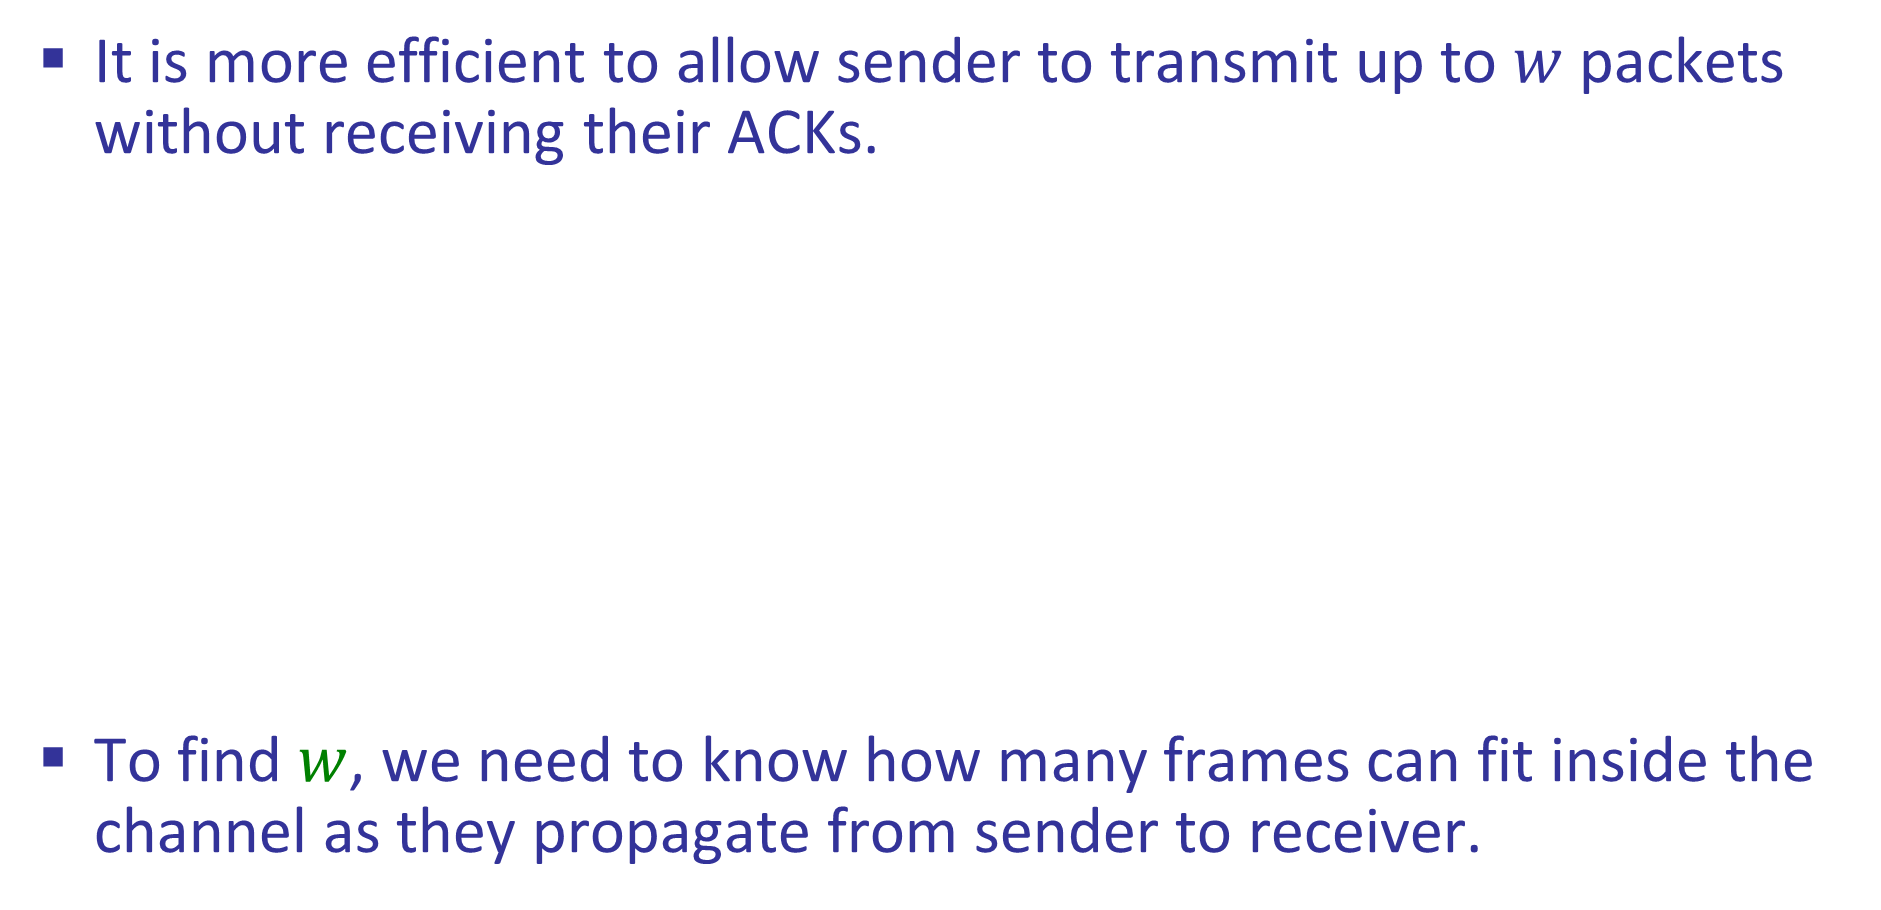 ▪ It is more efficient to allow sender to transmit up to w packets
without receiving their ACKs.
▪ To find w, we need to know how many frames can fit inside the
channel as they propagate from sender to receiver.